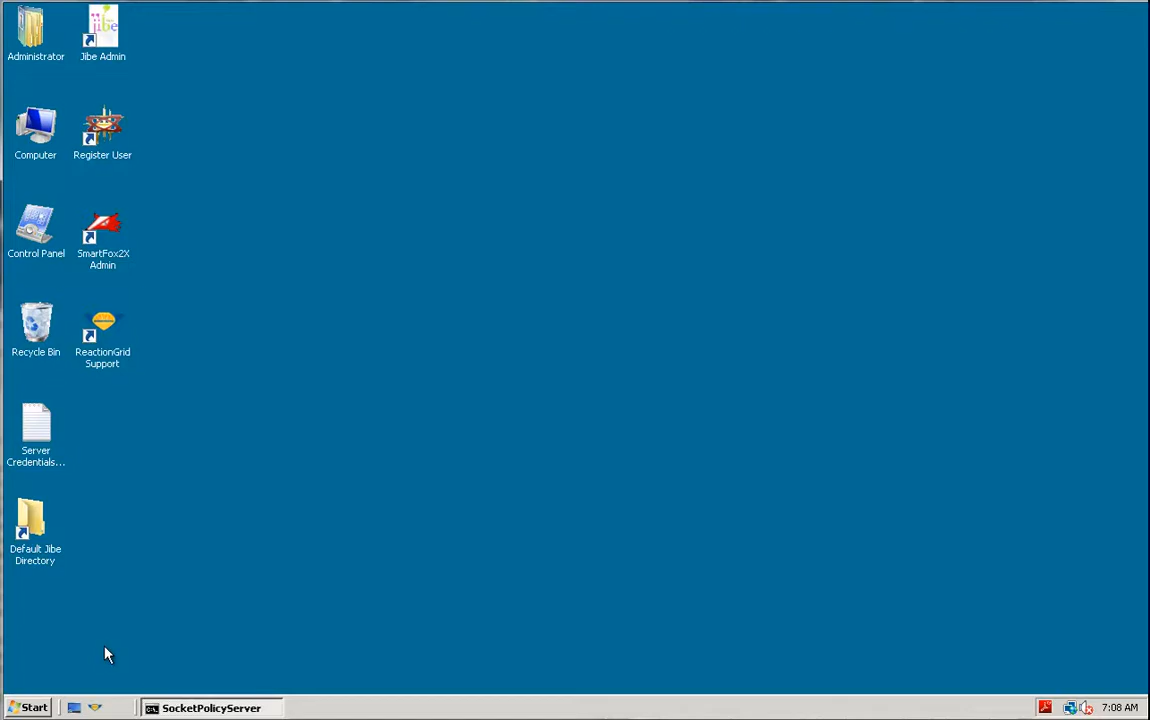 Administrator
jibe
Jibe Admin
Computer
Register User
Control Panel
SmartFox2X
Admin
Recycle Bin
ReactionGrid
Support
Server
Credentials...
Default Jibe
Directory
Start
SocketPolicyServer
7:08 AM